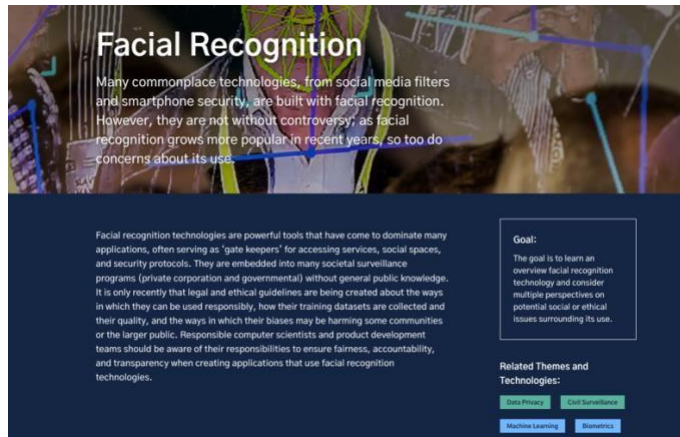 Facial Recognition
Many commonplace technologies, from social media filters
and smartphone security, are built with facial recognition.
However, they are not without controversy; as facial
recognition grows more popular in recent years, so too do
concerns about its use.
Facial recognition technologies are powerful tools that have come to dominate many
applications, often serving as 'gate keepers' for accessing services, social spaces,
and security protocols. They are embedded into many societal surveillance
programs (private corporation and governmental) without general public knowledge.
It is only recently that legal and ethical guidelines are being created about the ways
in which they can be used responsibly, how their training datasets are collected and
their quality, and the ways in which their biases may be harming some communities
or the larger public. Responsible computer scientists and product development
teams should be aware of their responsibilities to ensure fairness, accountability,
and transparency when creating applications that use facial recognition
technologies.
Goal:
The goal is to learn an
overview facial recognition
technology and consider
multiple perspectives on
potential social or ethical
issues surrounding its use.
Related Themes and
Technologies:
Data Privacy
Civil Surveillance
Machine Learning
Biometrics